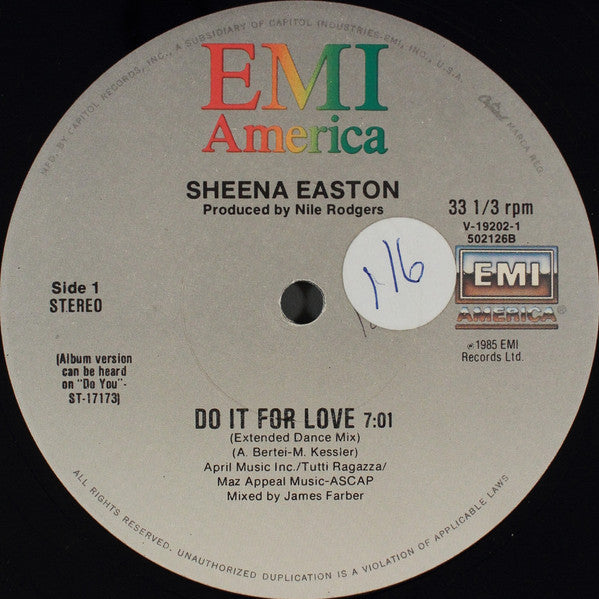 MFD. BY CAPITOL RECORDS, INC., A SUBSIDIARY OF CAPITOL INDUSTRIES-EMI, INC., U.S.A.
Capitol MARCA REG.
EMI
America
SHEENA EASTON
Produced by Nile Rodgers
33 1/3 rpm
V-19202-1
502126B
116
EMI
AMERICA®
℗1985 EMI
Records Ltd.
Side 1
STEREO
(Album version
can be heard
on "Do You"-
ST-17173)
DO IT FOR LOVE 7:01
(Extended Dance Mix)
(A. Bertei-M. Kessler)
April Music Inc./Tutti Ragazza/
Maz Appeal Music-ASCAP
Mixed by James Farber
ALL RIGHTS RESERVED. UNAUTHORIZED DUPLICATION IS A VIOLATION OF APPLICABLE LAWS